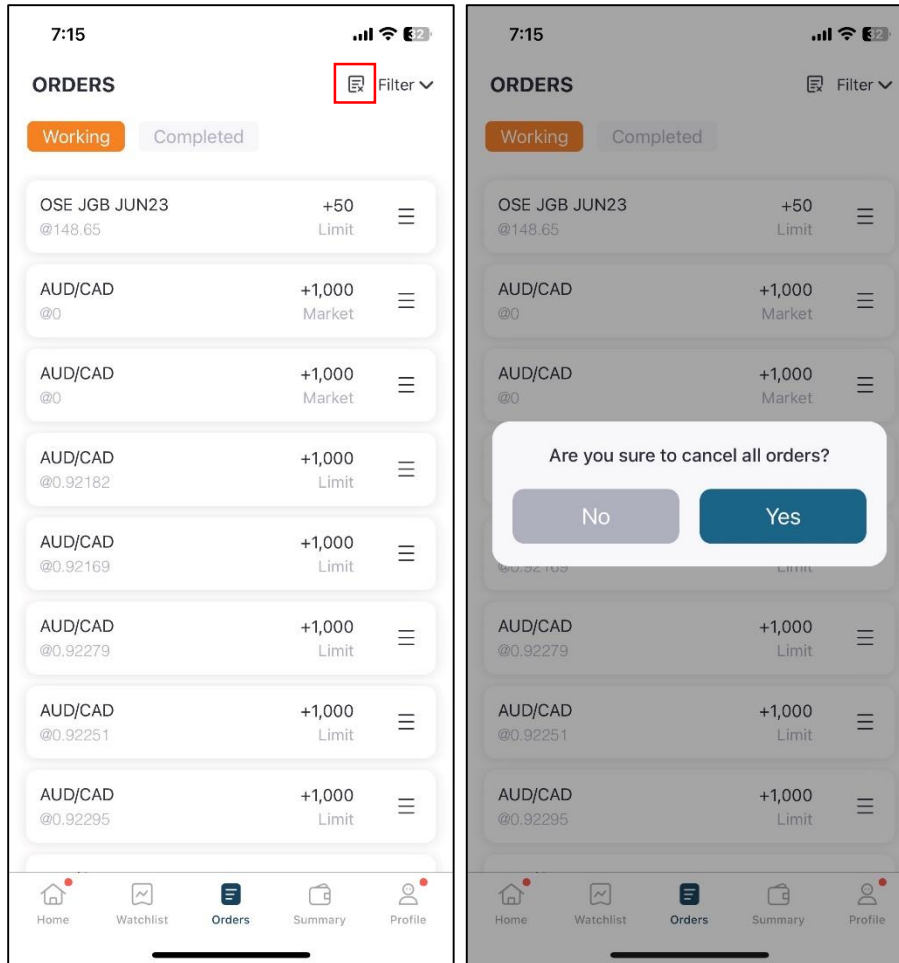 7:15
32
ORDERS
Filter
Working
Completed
OSE JGB JUN23
+50
@148.65
Limit
AUD/CAD
+1,000
@0
Market
AUD/CAD
+1,000
@0
Market
AUD/CAD
+1,000
@0.92182
Limit
AUD/CAD
+1,000
@0.92169
Limit
AUD/CAD
+1,000
@0.92279
Limit
AUD/CAD
+1,000
@0.92251
Limit
AUD/CAD
+1,000
@0.92295
Limit
Home
Watchlist
Orders
Summary
Profile
7:15
32
ORDERS
Filter
Working
Completed
OSE JGB JUN23
+50
@148.65
Limit
AUD/CAD
+1,000
@0
Market
AUD/CAD
+1,000
@0
Market
Are you sure to cancel all orders?
No
Yes
@0.92169
Limit
AUD/CAD
+1,000
@0.92279
Limit
AUD/CAD
+1,000
@0.92251
Limit
AUD/CAD
+1,000
@0.92295
Limit
Home
Watchlist
Orders
Summary
Profile